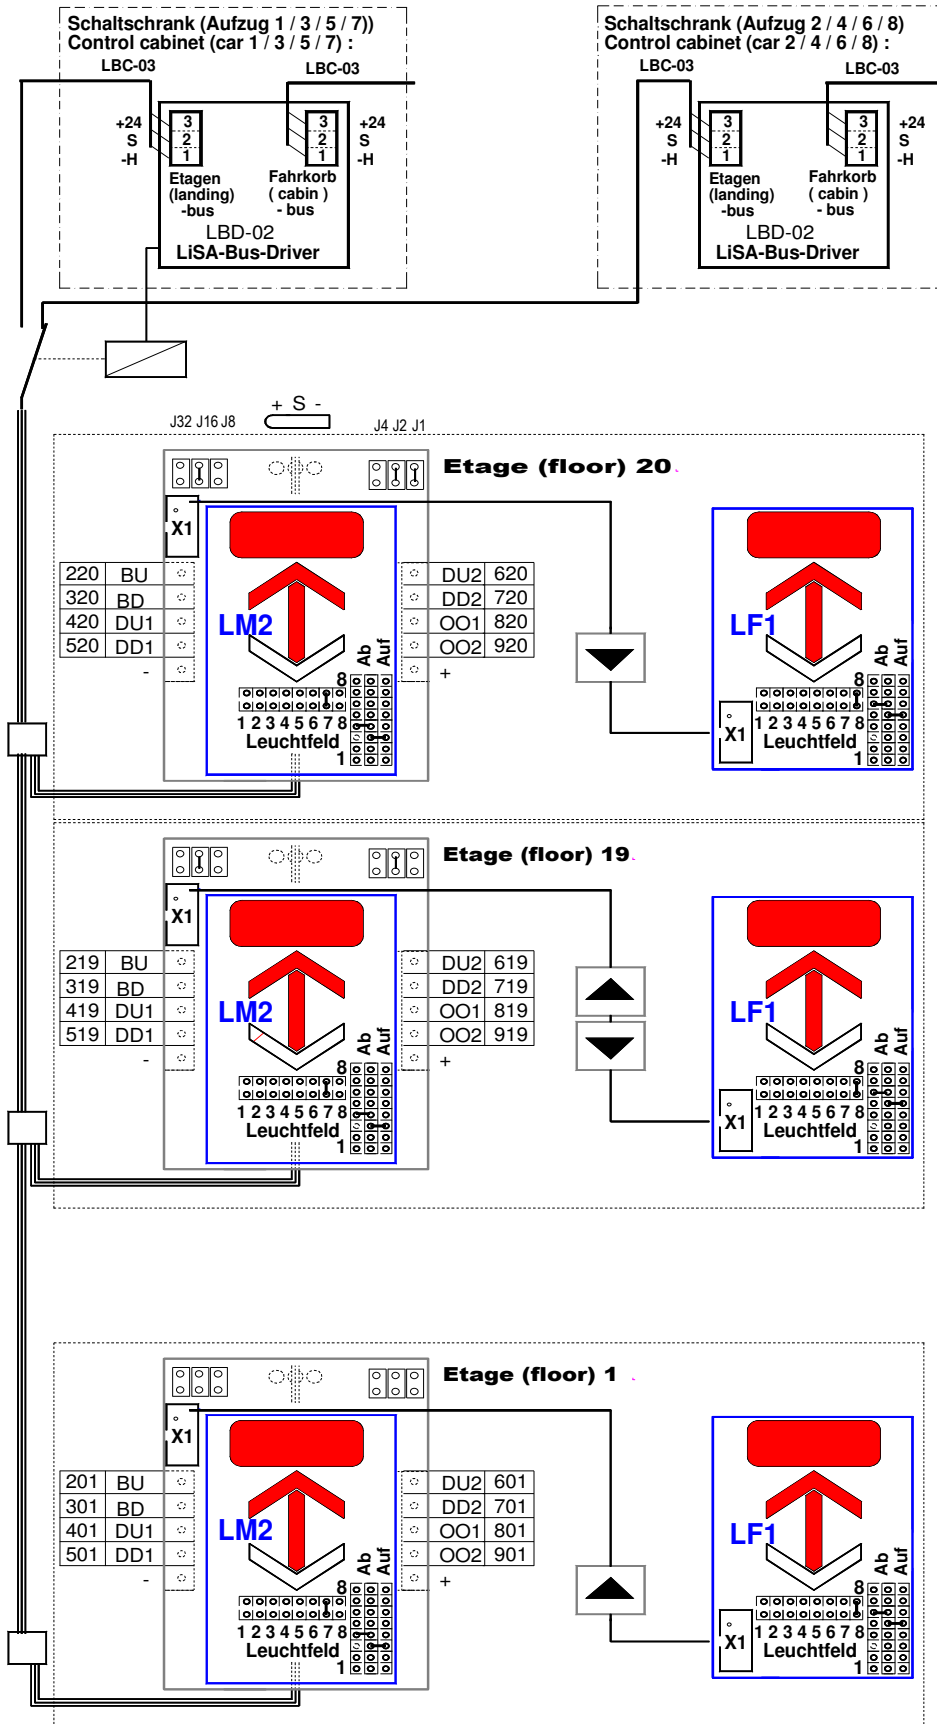 Schaltschrank (Aufzug 1 / 3 / 5 / 7))
Control cabinet (car 1 / 3 / 5 / 7) :
LBC-03
LBC-03
+24
S
-H
3
2
1
3
2
1
+24
S
-H
Etagen
(landing)
-bus
Fahrkorb
( cabin )
- bus
LBD-02
LiSA-Bus-Driver
Schaltschrank (Aufzug 2 / 4 / 6 / 8)
Control cabinet (car 2 / 4 / 6 / 8) :
LBC-03
LBC-03
+24
S
-H
3
2
1
3
2
1
+24
S
-H
Etagen
(landing)
-bus
Fahrkorb
( cabin )
- bus
LBD-02
LiSA-Bus-Driver
+ S -
J32 J16 J8
J4 J2 J1
Etage (floor) 20
X1
220 BU
320 BD
420 DU1
520 DD1
-
LM2
DU2 620
DD2 720
OO1 820
OO2 920
+
Ab
Auf
8
1 2 3 4 5 6 7 8
Leuchtfeld
1
LF1
Ab
Auf
8
X1
1 2 3 4 5 6 7 8
Leuchtfeld
1
Etage (floor) 19
X1
219 BU
319 BD
419 DU1
519 DD1
-
LM2
DU2 619
DD2 719
OO1 819
OO2 919
+
Ab
Auf
8
1 2 3 4 5 6 7 8
Leuchtfeld
1
LF1
Ab
Auf
8
X1
1 2 3 4 5 6 7 8
Leuchtfeld
1
Etage (floor) 1
X1
201 BU
301 BD
401 DU1
501 DD1
-
LM2
DU2 601
DD2 701
OO1 801
OO2 901
+
Ab
Auf
8
1 2 3 4 5 6 7 8
Leuchtfeld
1
LF1
Ab
Auf
8
X1
1 2 3 4 5 6 7 8
Leuchtfeld
1